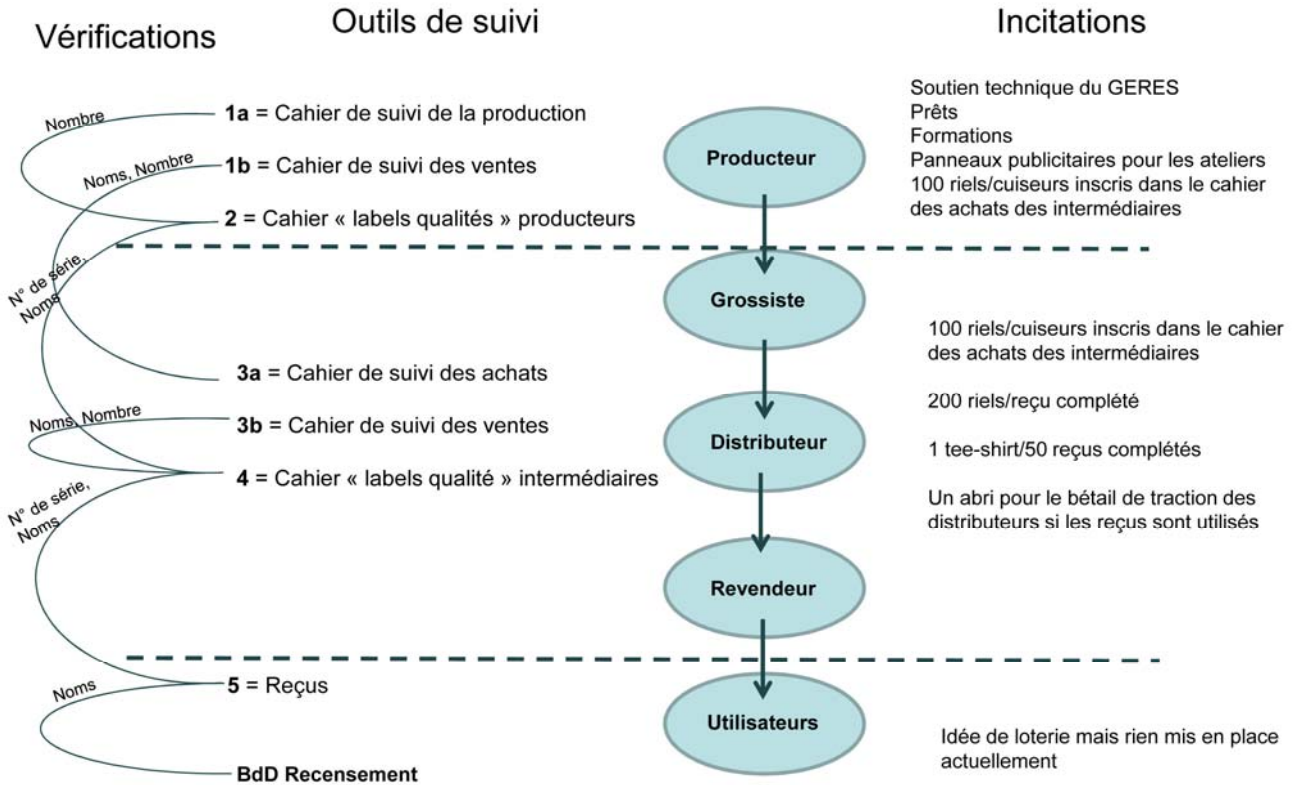 Vérifications
Outils de suivi
Incitations
Nombre
1a = Cahier de suivi de la production
Noms, Nombre
1b = Cahier de suivi des ventes
2 = Cahier « labels qualités » producteurs
N° de série,
Noms
3a = Cahier de suivi des achats
Noms, Nombre
3b = Cahier de suivi des ventes
4 = Cahier « labels qualité » intermédiaires
N° de série,
Noms
5 = Reçus
Noms
BdD Recensement
Producteur
Grossiste
Distributeur
Revendeur
Utilisateurs
Soutien technique du GERES
Prêts
Formations
Panneaux publicitaires pour les ateliers
100 riels/cuiseurs inscris dans le cahier
des achats des intermédiaires
100 riels/cuiseurs inscris dans le cahier
des achats des intermédiaires
200 riels/reçu complété
1 tee-shirt/50 reçus complétés
Un abri pour le bétail de traction des
distributeurs si les reçus sont utilisés
Idée de loterie mais rien mis en place
actuellement